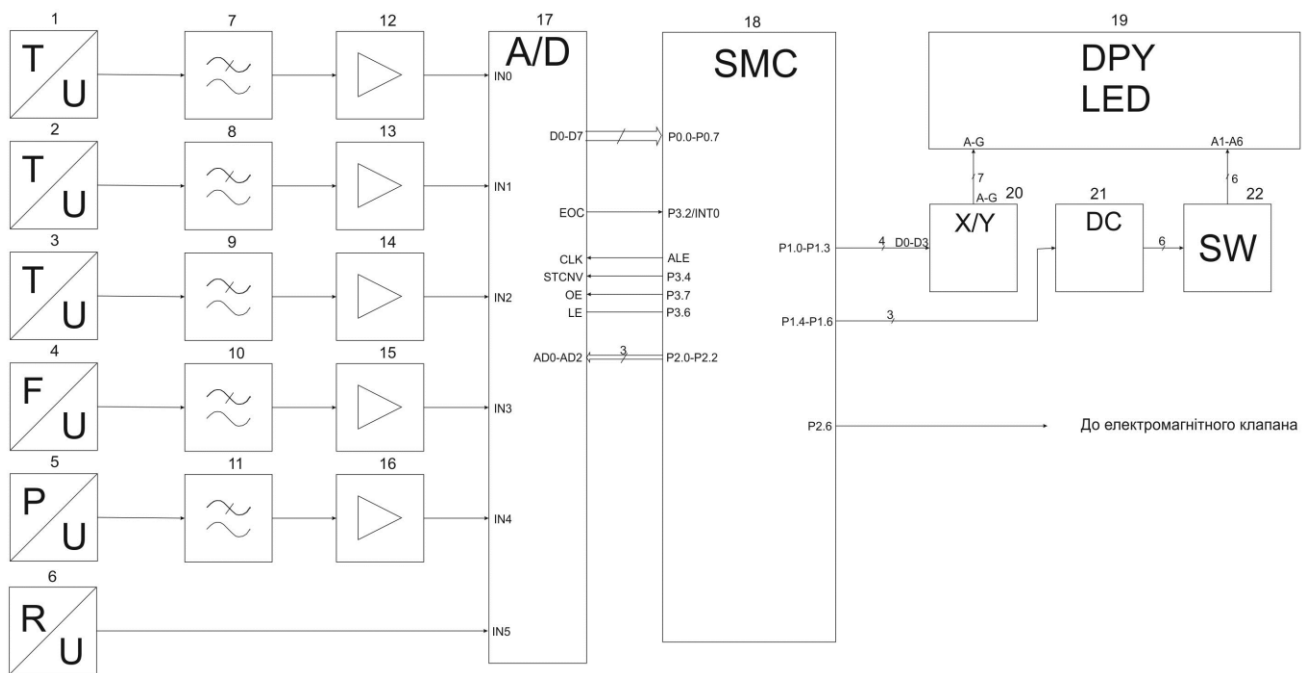 1 7 12 17 18 19
T/U
A/D
SMC
DPY
LED
IN0
2 8 13
T/U
D0-D7 P0.0-P0.7
A-G A1-A6
IN1
7 6
A-G 20 21 22
EOC P3.2/INT0
X/Y DC SW
3 9 14
P1.0-P1.3 4 D0-D3 6
T/U
CLK ALE
STCNV P3.4
IN2
OE P3.7
LE P3.6
P1.4-P1.6 3
4 10 15
AD0-AD2 3 P2.0-P2.2
F/U
IN3
P2.6 До електромагнітного клапана
5 11 16
P/U
IN4
6
R/U
IN5